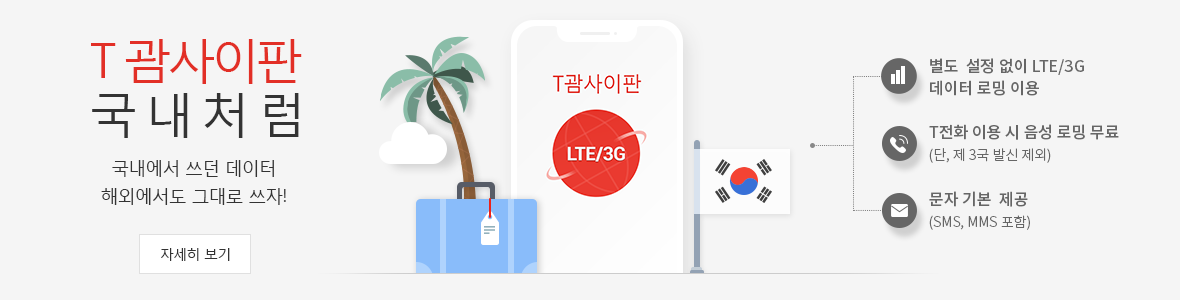 T 괌사이판
국 내 처 럼
국내에서 쓰던 데이터
해외에서도 그대로 쓰자!
자세히 보기
T괌사이판
LTE/3G
별도 설정 없이 LTE/3G
데이터 로밍 이용
T전화 이용 시 음성 로밍 무료
(단, 제 3국 발신 제외)
문자 기본 제공
(SMS, MMS 포함)